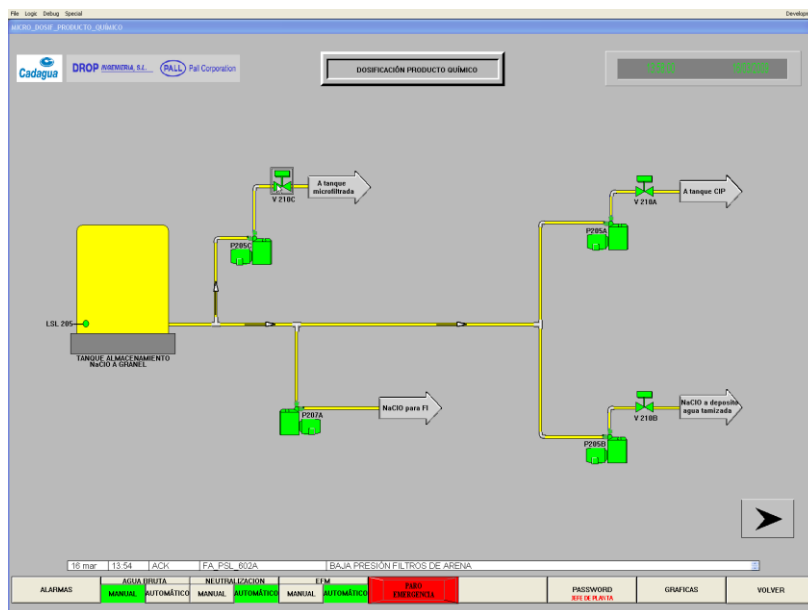 File Logic Debug Special
Develop
MICRO_DOSIF_PRODUCTO_QUÍMICO
Cadagua
DROP INGENIERIA, S.L.
PALL Pall Corporation
DOSIFICACIÓN PRODUCTO QUÍMICO
A tanque
microfiltrada
V 210C
P205C
A tanque CIP
V 210A
P205A
LSL 205
TANQUE ALMACENAMIENTO
NaClO A GRANEL
NaClO para FI
P207A
NaClO a deposito
agua tamizada
V 210B
P205B
16 mar 13:54 ACK FA_PSL_602A BAJA PRESIÓN FILTROS DE ARENA
ALARMAS
AGUA BRUTA
MANUAL AUTOMÁTICO
NEUTRALIZACION
MANUAL AUTOMÁTICO
EFM
MANUAL AUTOMÁTICO
PARO
EMERGENCIA
PASSWORD
JEFE DE PLANTA
GRAFICAS
VOLVER